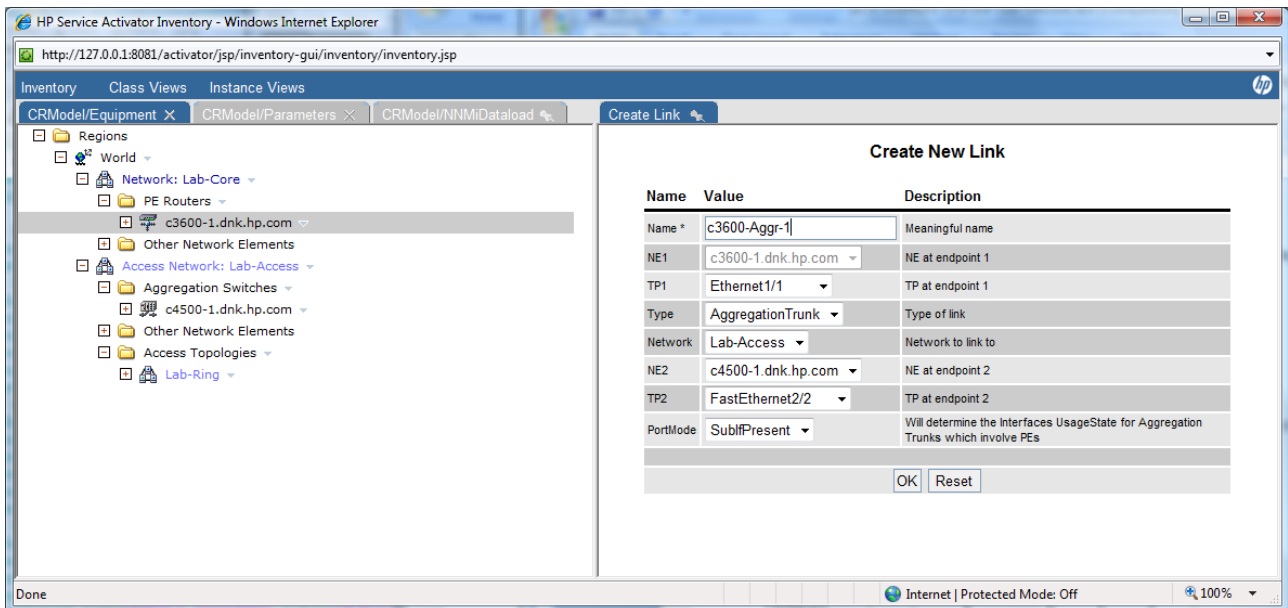 HP Service Activator Inventory - Windows Internet Explorer
http://127.0.0.1:8081/activator/jsp/inventory-gui/inventory/inventory.jsp
Inventory Class Views Instance Views
hp
CRModel/Equipment CRModel/Parameters CRModel/NNMiDataload
Regions
World
Network: Lab-Core
PE Routers
c3600-1.dnk.hp.com
Other Network Elements
Access Network: Lab-Access
Aggregation Switches
c4500-1.dnk.hp.com
Other Network Elements
Access Topologies
Lab-Ring
Create Link
Create New Link
Name Value Description
Name * c3600-Aggr-1 Meaningful name
NE1 c3600-1.dnk.hp.com NE at endpoint 1
TP1 Ethernet1/1 TP at endpoint 1
Type AggregationTrunk Type of link
Network Lab-Access Network to link to
NE2 c4500-1.dnk.hp.com NE at endpoint 2
TP2 FastEthernet2/2 TP at endpoint 2
PortMode SubIfPresent Will determine the Interfaces UsageState for Aggregation
Trunks which involve PEs
OK Reset
Done Internet | Protected Mode: Off 100%